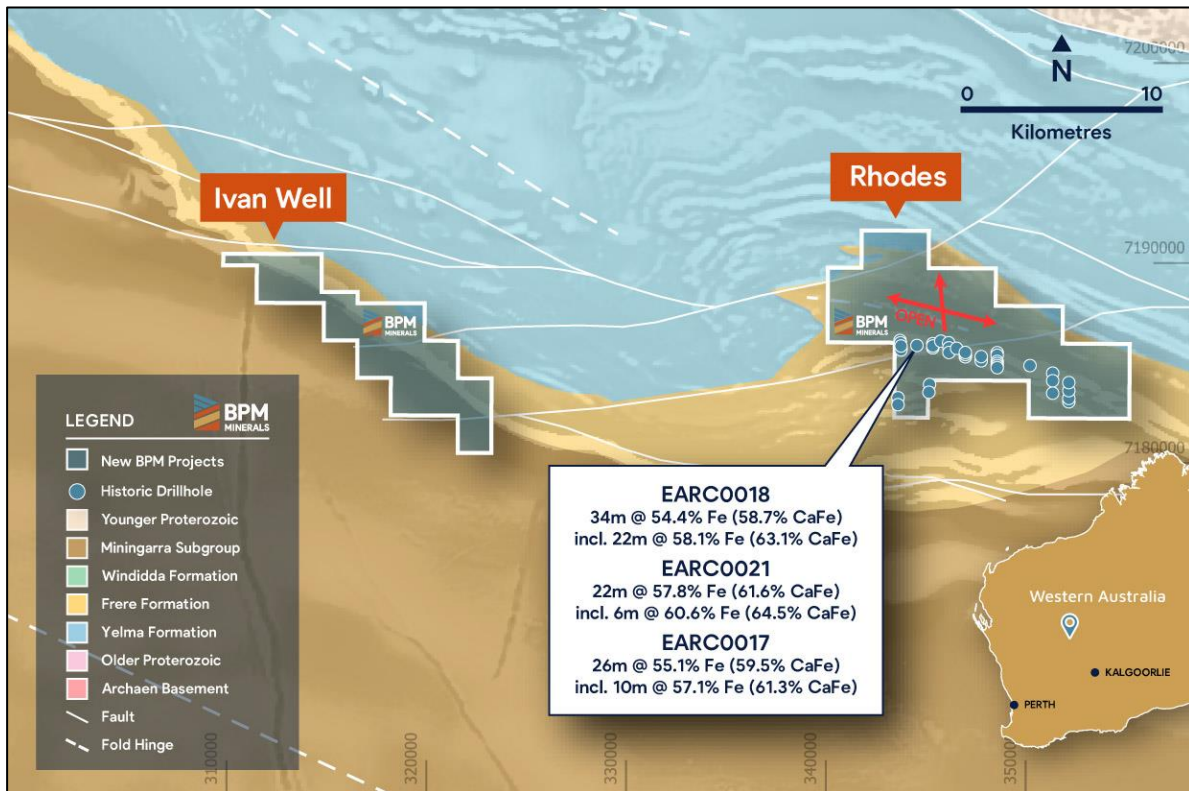 7200000
N
0 10
Kilometres
Ivan Well
Rhodes
7190000
BPM
MINERALS
BPM
MINERALS
OPEN
7180000
LEGEND
BPM
MINERALS
New BPM Projects
Historic Drillhole
Younger Proterozoic
Miningarra Subgroup
Windidda Formation
Frere Formation
Yelma Formation
Older Proterozoic
Archaen Basement
Fault
Fold Hinge
EARC0018
34m @ 54.4% Fe (58.7% CaFe)
incl. 22m @ 58.1% Fe (63.1% CaFe)
EARC0021
22m @ 57.8% Fe (61.6% CaFe)
incl. 6m @ 60.6% Fe (64.5% CaFe)
EARC0017
26m @ 55.1% Fe (59.5% CaFe)
incl. 10m @ 57.1% Fe (61.3% CaFe)
Western Australia
KALGOORLIE
PERTH
310000
320000
330000
340000
350000